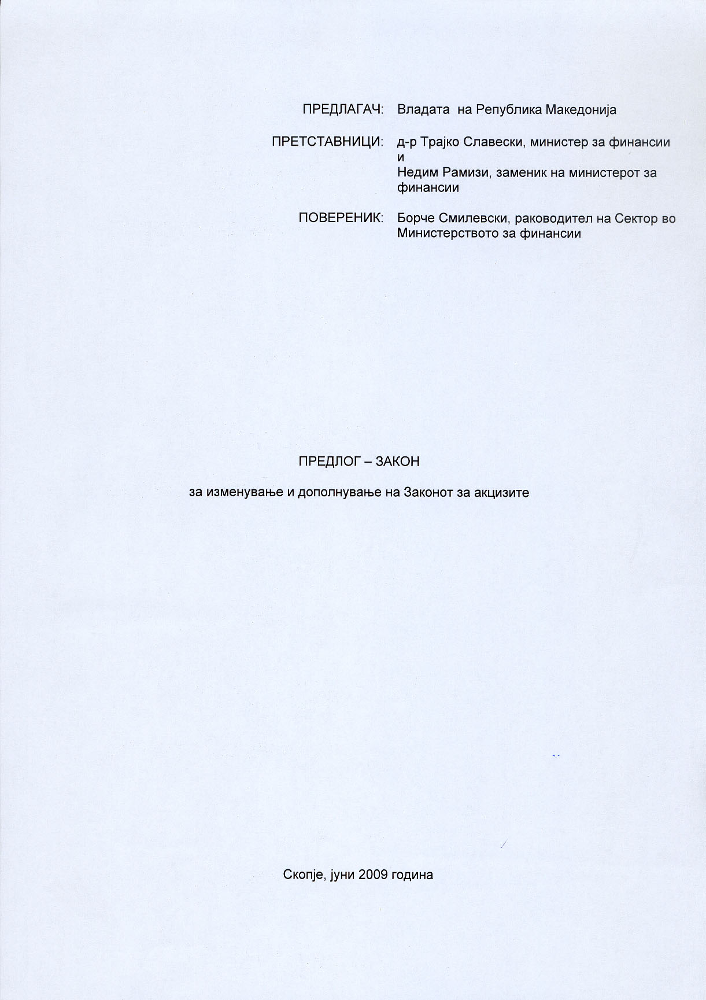 ПРЕДЛАГАЧ: Владата на Република Македонија
ПРЕТСТАВНИЦИ: д-р Трајко Славески, министер за финансии
и
Недим Рамизи, заменик на министерот за
финансии
ПОВЕРЕНИК: Борче Смилевски, раководител на Сектор во
Министерството за финансии
ПРЕДЛОГ – ЗАКОН
за изменување и дополнување на Законот за акцизите
Скопје, јуни 2009 година